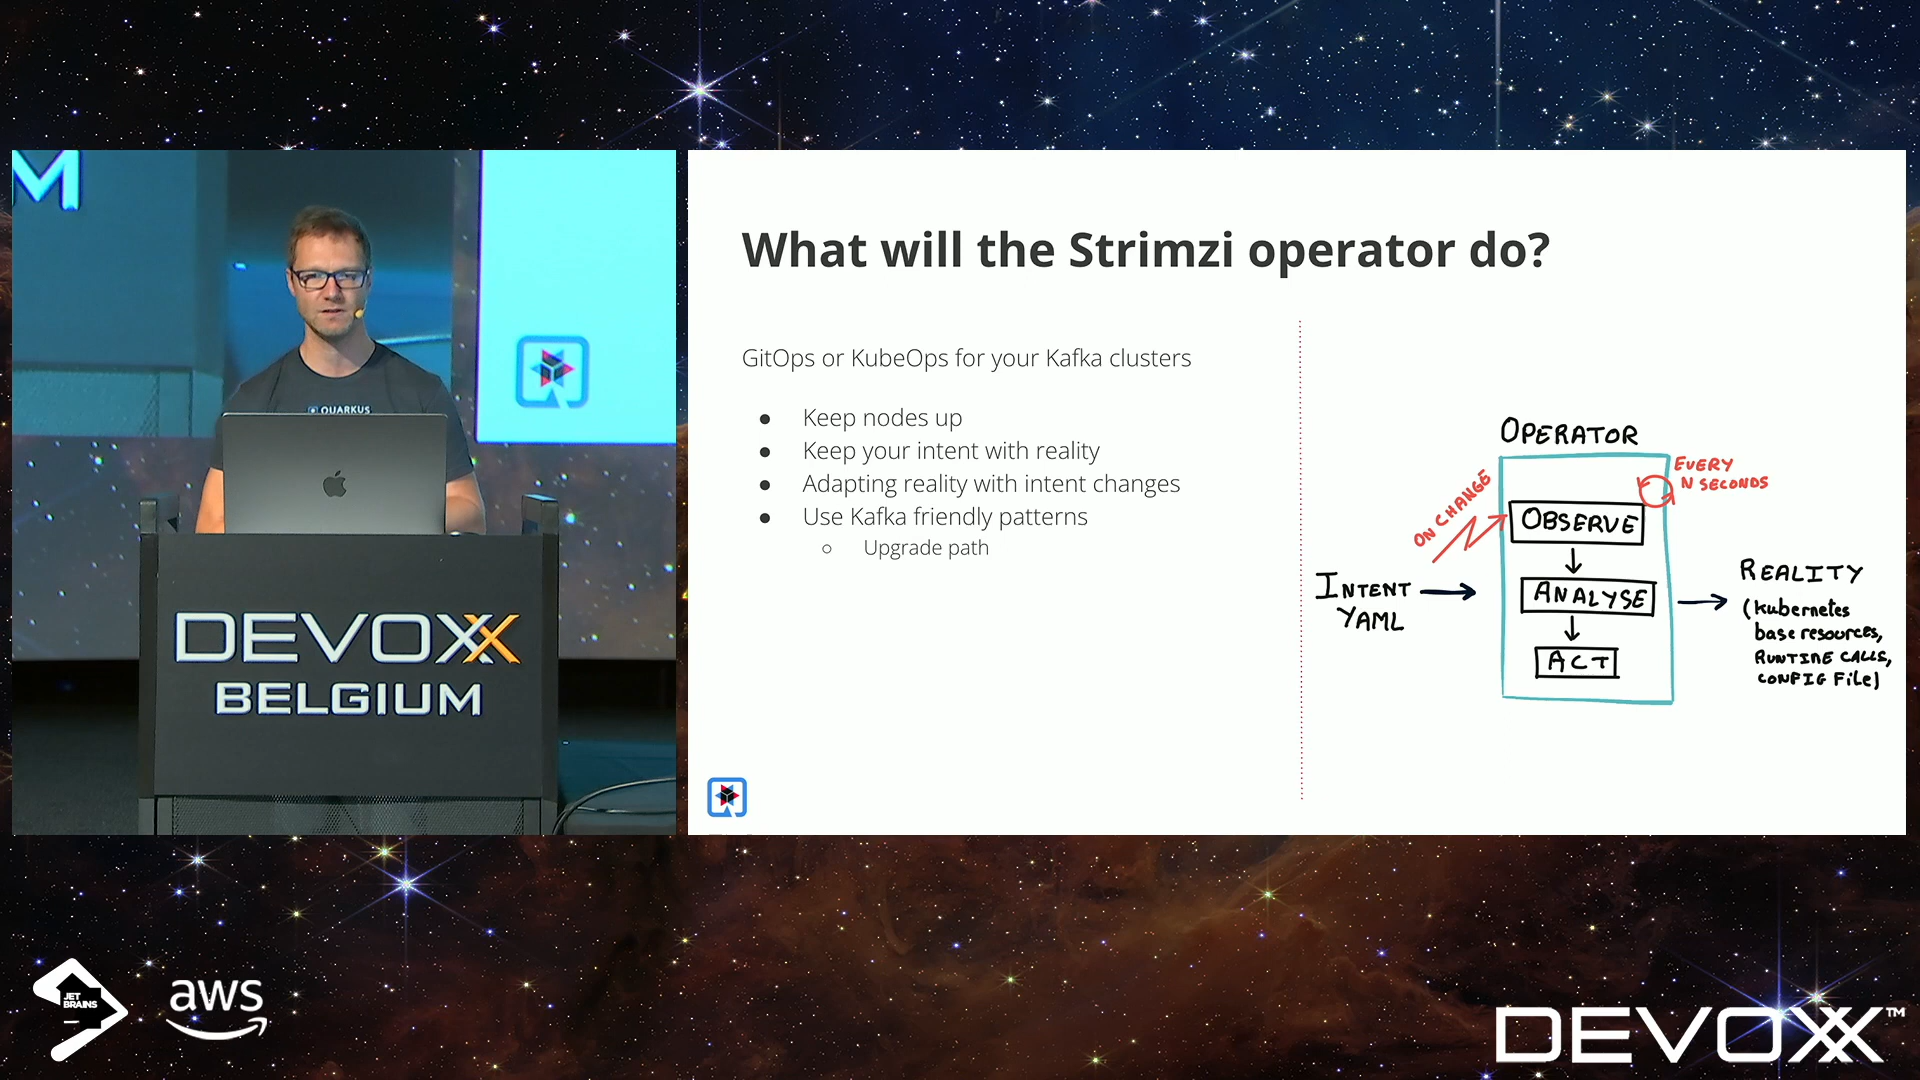 M
QUARKUS
DEVOXX
BELGIUM
What will the Strimzi operator do?
GitOps or KubeOps for your Kafka clusters
● Keep nodes up
● Keep your intent with reality
● Adapting reality with intent changes
● Use Kafka friendly patterns
○ Upgrade path
OPERATOR
EVERY
N SECONDS
ON CHANGE
OBSERVE
INTENT
YAML
ANALYSE
ACT
REALITY
(kubernetes
base resources,
RUNTIME CALLS,
CONFIG File)
JET
BRAINS
aws
DEVOXX™